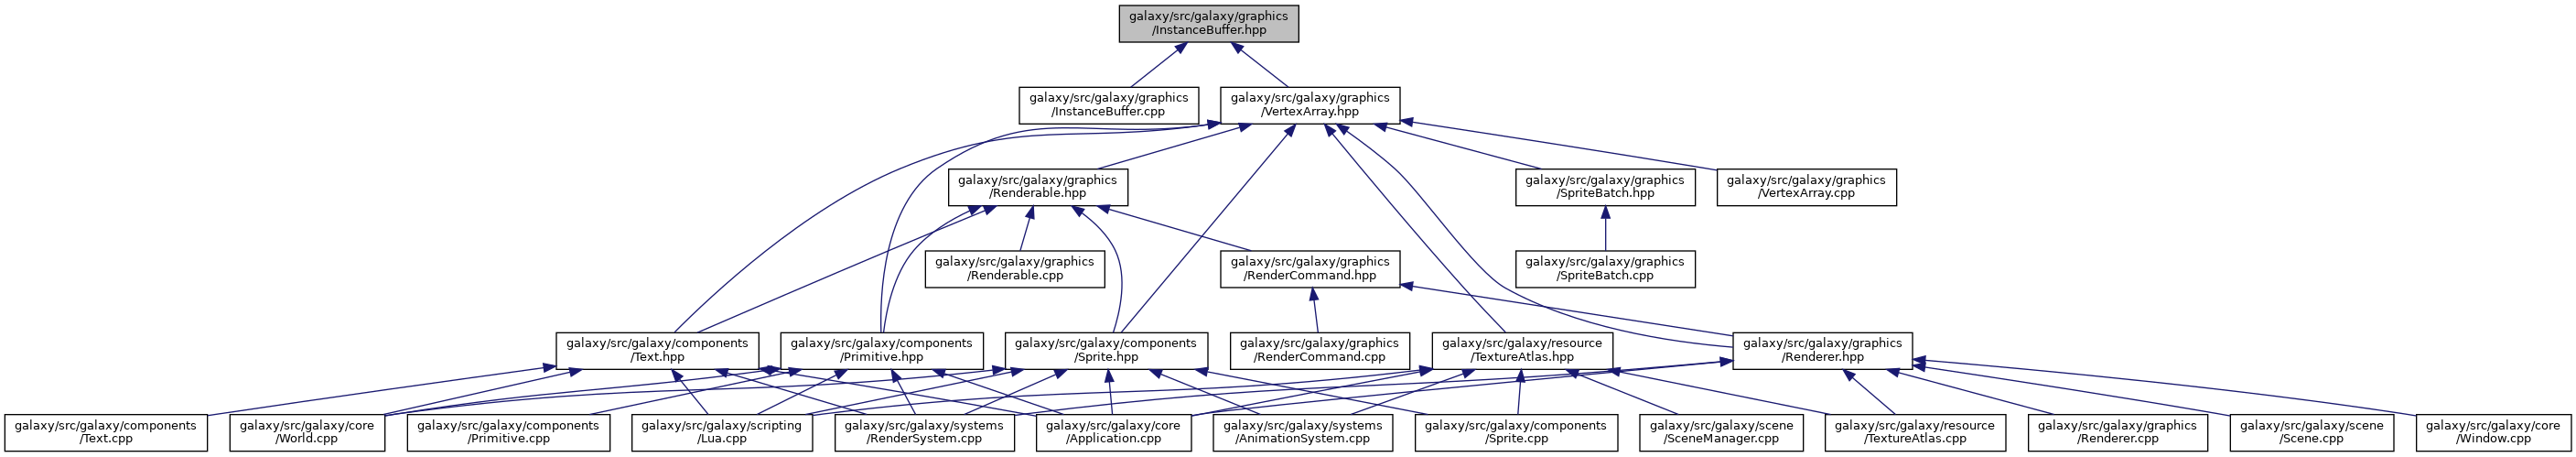 galaxy/src/galaxy/graphics
/InstanceBuffer.hpp
galaxy/src/galaxy/graphics
/InstanceBuffer.cpp
galaxy/src/galaxy/graphics
/VertexArray.hpp
galaxy/src/galaxy/graphics
/Renderable.hpp
galaxy/src/galaxy/graphics
/SpriteBatch.hpp
galaxy/src/galaxy/graphics
/VertexArray.cpp
galaxy/src/galaxy/graphics
/Renderable.cpp
galaxy/src/galaxy/graphics
/RenderCommand.hpp
galaxy/src/galaxy/graphics
/SpriteBatch.cpp
galaxy/src/galaxy/components
/Text.hpp
galaxy/src/galaxy/components
/Primitive.hpp
galaxy/src/galaxy/components
/Sprite.hpp
galaxy/src/galaxy/graphics
/RenderCommand.cpp
galaxy/src/galaxy/resource
/TextureAtlas.hpp
galaxy/src/galaxy/graphics
/Renderer.hpp
galaxy/src/galaxy/components
/Text.cpp
galaxy/src/galaxy/core
/World.cpp
galaxy/src/galaxy/components
/Primitive.cpp
galaxy/src/galaxy/scripting
/Lua.cpp
galaxy/src/galaxy/systems
/RenderSystem.cpp
galaxy/src/galaxy/core
/Application.cpp
galaxy/src/galaxy/systems
/AnimationSystem.cpp
galaxy/src/galaxy/components
/Sprite.cpp
galaxy/src/galaxy/scene
/SceneManager.cpp
galaxy/src/galaxy/resource
/TextureAtlas.cpp
galaxy/src/galaxy/graphics
/Renderer.cpp
galaxy/src/galaxy/scene
/Scene.cpp
galaxy/src/galaxy/core
/Window.cpp